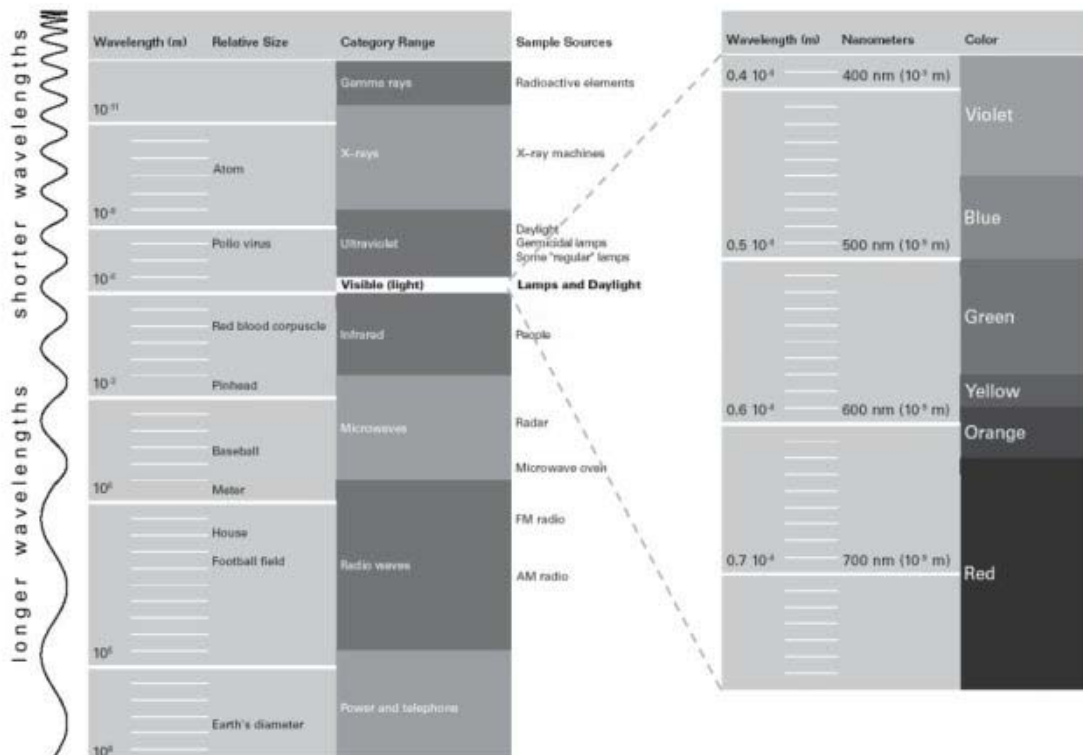 shorter wavelengths
longer wavelengths
Wavelength (m) Relative Size Category Range Sample Sources
Gamma rays Radioactive elements
10⁻¹¹
X–rays X–ray machines
Atom
Polio virus Ultraviolet
Daylight
Germicidal lamps
Some "regular" lamps
Visible (light) Lamps and Daylight
Red blood corpuscle
Infrared People
Pinhead
Microwaves Radar
Baseball
Microwave oven
Meter
House FM radio
Football field
Radio waves AM radio
Power and telephone
Earth's diameter
Wavelength (m) Nanometers Color
400 nm
Violet
Blue
500 nm
Green
Yellow
600 nm
Orange
700 nm
Red